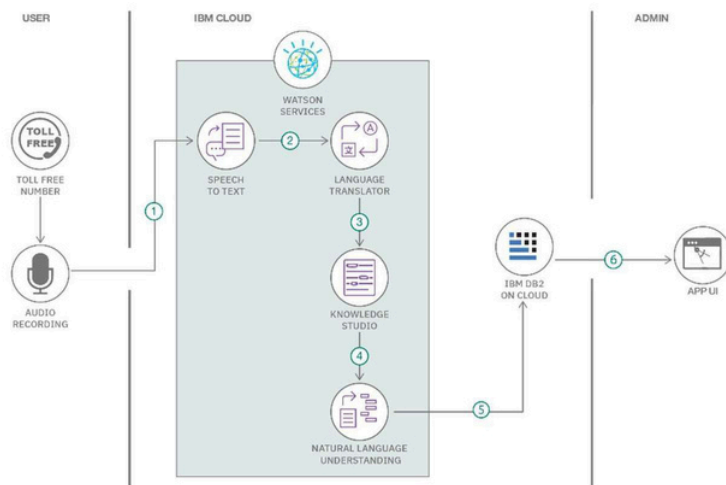 USER
IBM CLOUD
ADMIN
WATSON
SERVICES
TOLL
FREE
TOLL FREE
NUMBER
SPEECH
TO TEXT
2
A
文
LANGUAGE
TRANSLATOR
1
3
AUDIO
RECORDING
KNOWLEDGE
STUDIO
IBM DB2
ON CLOUD
6
APP UI
4
NATURAL LANGUAGE
UNDERSTANDING
5